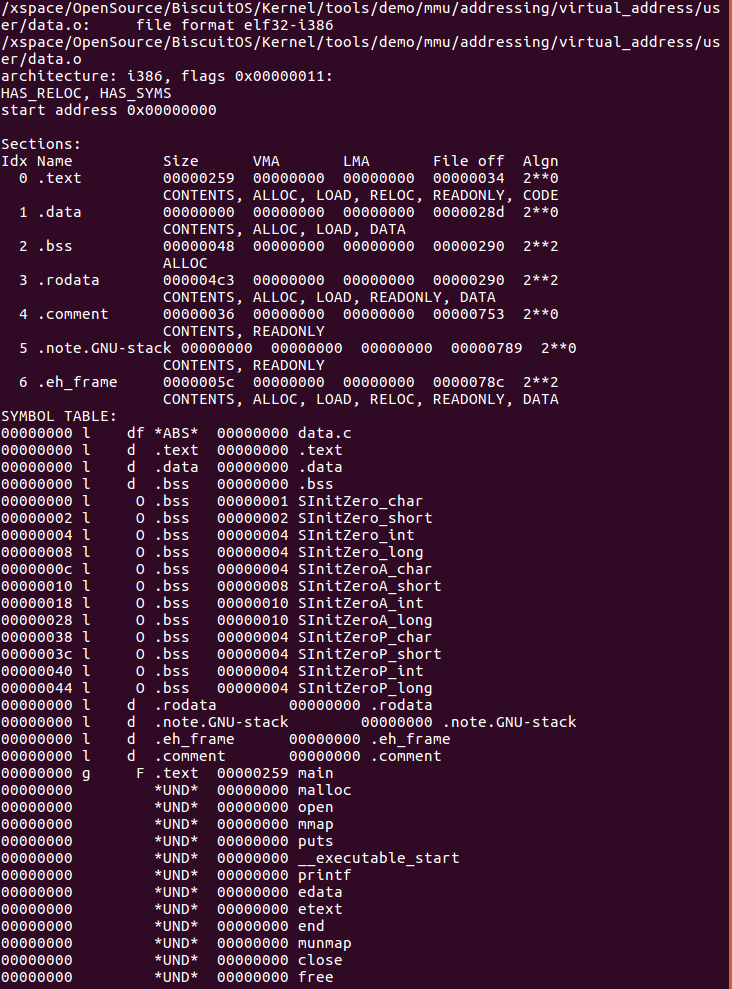 /xspace/OpenSource/BiscuitOS/Kernel/tools/demo/mmu/addressing/virtual_address/us
er/data.o:     file format elf32-i386
/xspace/OpenSource/BiscuitOS/Kernel/tools/demo/mmu/addressing/virtual_address/us
er/data.o
architecture: i386, flags 0x00000011:
HAS_RELOC, HAS_SYMS
start address 0x00000000

Sections:
Idx Name          Size      VMA       LMA       File off  Algn
  0 .text         00000259  00000000  00000000  00000034  2**0
                  CONTENTS, ALLOC, LOAD, RELOC, READONLY, CODE
  1 .data         00000000  00000000  00000000  0000028d  2**0
                  CONTENTS, ALLOC, LOAD, DATA
  2 .bss          00000048  00000000  00000000  00000290  2**2
                  ALLOC
  3 .rodata       000004c3  00000000  00000000  00000290  2**2
                  CONTENTS, ALLOC, LOAD, READONLY, DATA
  4 .comment      00000036  00000000  00000000  00000753  2**0
                  CONTENTS, READONLY
  5 .note.GNU-stack 00000000  00000000  00000000  00000789  2**0
                  CONTENTS, READONLY
  6 .eh_frame     0000005c  00000000  00000000  0000078c  2**2
                  CONTENTS, ALLOC, LOAD, RELOC, READONLY, DATA
SYMBOL TABLE:
00000000 l    df *ABS*  00000000 data.c
00000000 l    d  .text  00000000 .text
00000000 l    d  .data  00000000 .data
00000000 l    d  .bss   00000000 .bss
00000000 l     O .bss   00000001 SInitZero_char
00000002 l     O .bss   00000002 SInitZero_short
00000004 l     O .bss   00000004 SInitZero_int
00000008 l     O .bss   00000004 SInitZero_long
0000000c l     O .bss   00000004 SInitZeroA_char
00000010 l     O .bss   00000008 SInitZeroA_short
00000018 l     O .bss   00000010 SInitZeroA_int
00000028 l     O .bss   00000010 SInitZeroA_long
00000038 l     O .bss   00000004 SInitZeroP_char
0000003c l     O .bss   00000004 SInitZeroP_short
00000040 l     O .bss   00000004 SInitZeroP_int
00000044 l     O .bss   00000004 SInitZeroP_long
00000000 l    d  .rodata        00000000 .rodata
00000000 l    d  .note.GNU-stack        00000000 .note.GNU-stack
00000000 l    d  .eh_frame      00000000 .eh_frame
00000000 l    d  .comment       00000000 .comment
00000000 g     F .text  00000259 main
00000000         *UND*  00000000 malloc
00000000         *UND*  00000000 open
00000000         *UND*  00000000 mmap
00000000         *UND*  00000000 puts
00000000         *UND*  00000000 __executable_start
00000000         *UND*  00000000 printf
00000000         *UND*  00000000 edata
00000000         *UND*  00000000 etext
00000000         *UND*  00000000 end
00000000         *UND*  00000000 munmap
00000000         *UND*  00000000 close
00000000         *UND*  00000000 free